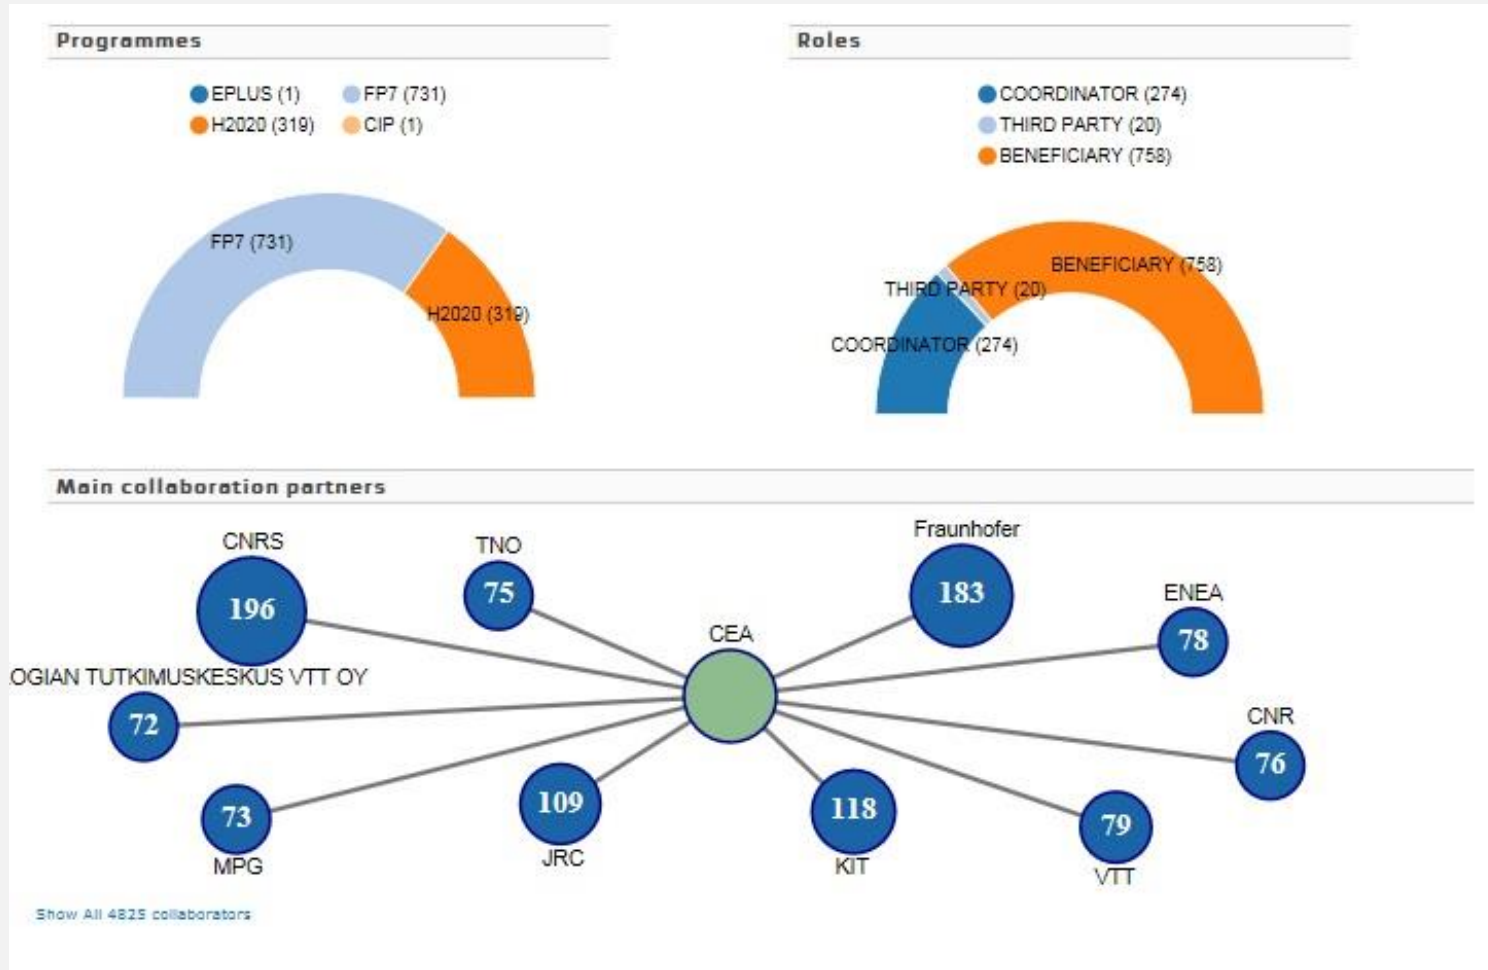 Programmes
EPLUS (1) FP7 (731)
H2020 (319) CIP (1)
FP7 (731)
H2020 (319)
Roles
COORDINATOR (274)
THIRD PARTY (20)
BENEFICIARY (758)
BENEFICIARY (758)
THIRD PARTY (20)
COORDINATOR (274)
Main collaboration partners
CNRS
196
TNO
75
Fraunhofer
183
ENEA
78
CEA
OGIAN TUTKIMUSKESKUS VTT OY
72
CNR
76
73
MPG
109
JRC
118
KIT
79
VTT
Show All 4825 collaborators